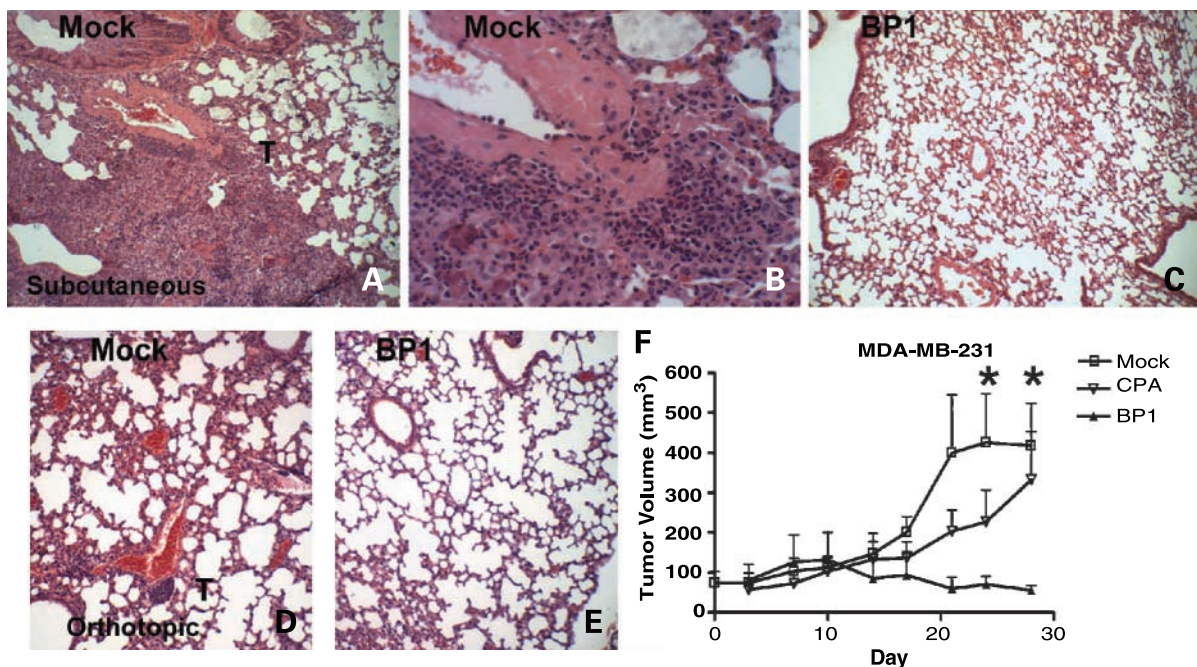 Mock
T
Subcutaneous
A
Mock
B
BP1
C
Mock
T
Orthotopic
D
BP1
E
F
MDA-MB-231
Mock
CPA
BP1
* *
Tumor Volume (mm³)
600
500
400
300
200
100
0
0 10 20 30
Day